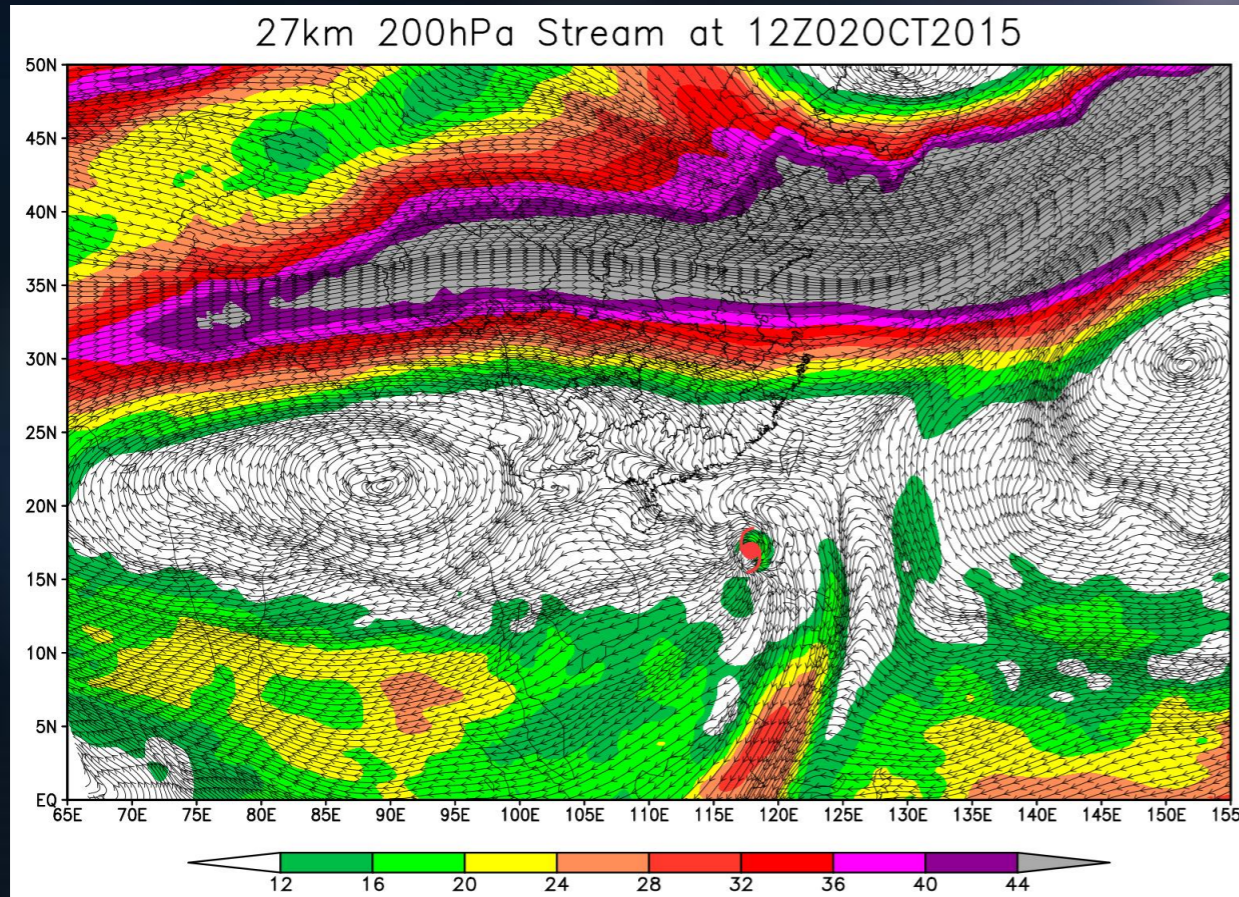 27km 200hPa Stream at 12Z02OCT2015
50N
45N
40N
35N
30N
25N
20N
15N
10N
5N
EQ
65E 70E 75E 80E 85E 90E 95E 100E 105E 110E 115E 120E 125E 130E 135E 140E 145E 150E 155E
12 16 20 24 28 32 36 40 44